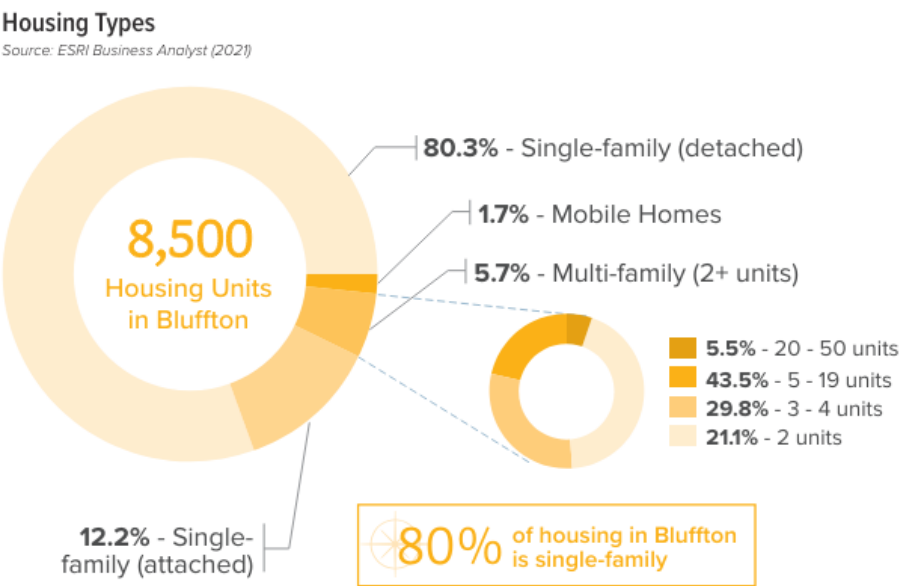 Housing Types
Source: ESRI Business Analyst (2021)
80.3% - Single-family (detached)
1.7% - Mobile Homes
5.7% - Multi-family (2+ units)
8,500
Housing Units
in Bluffton
5.5% - 20 - 50 units
43.5% - 5 - 19 units
29.8% - 3 - 4 units
21.1% - 2 units
12.2% - Single-
family (attached)
80% of housing in Bluffton
is single-family